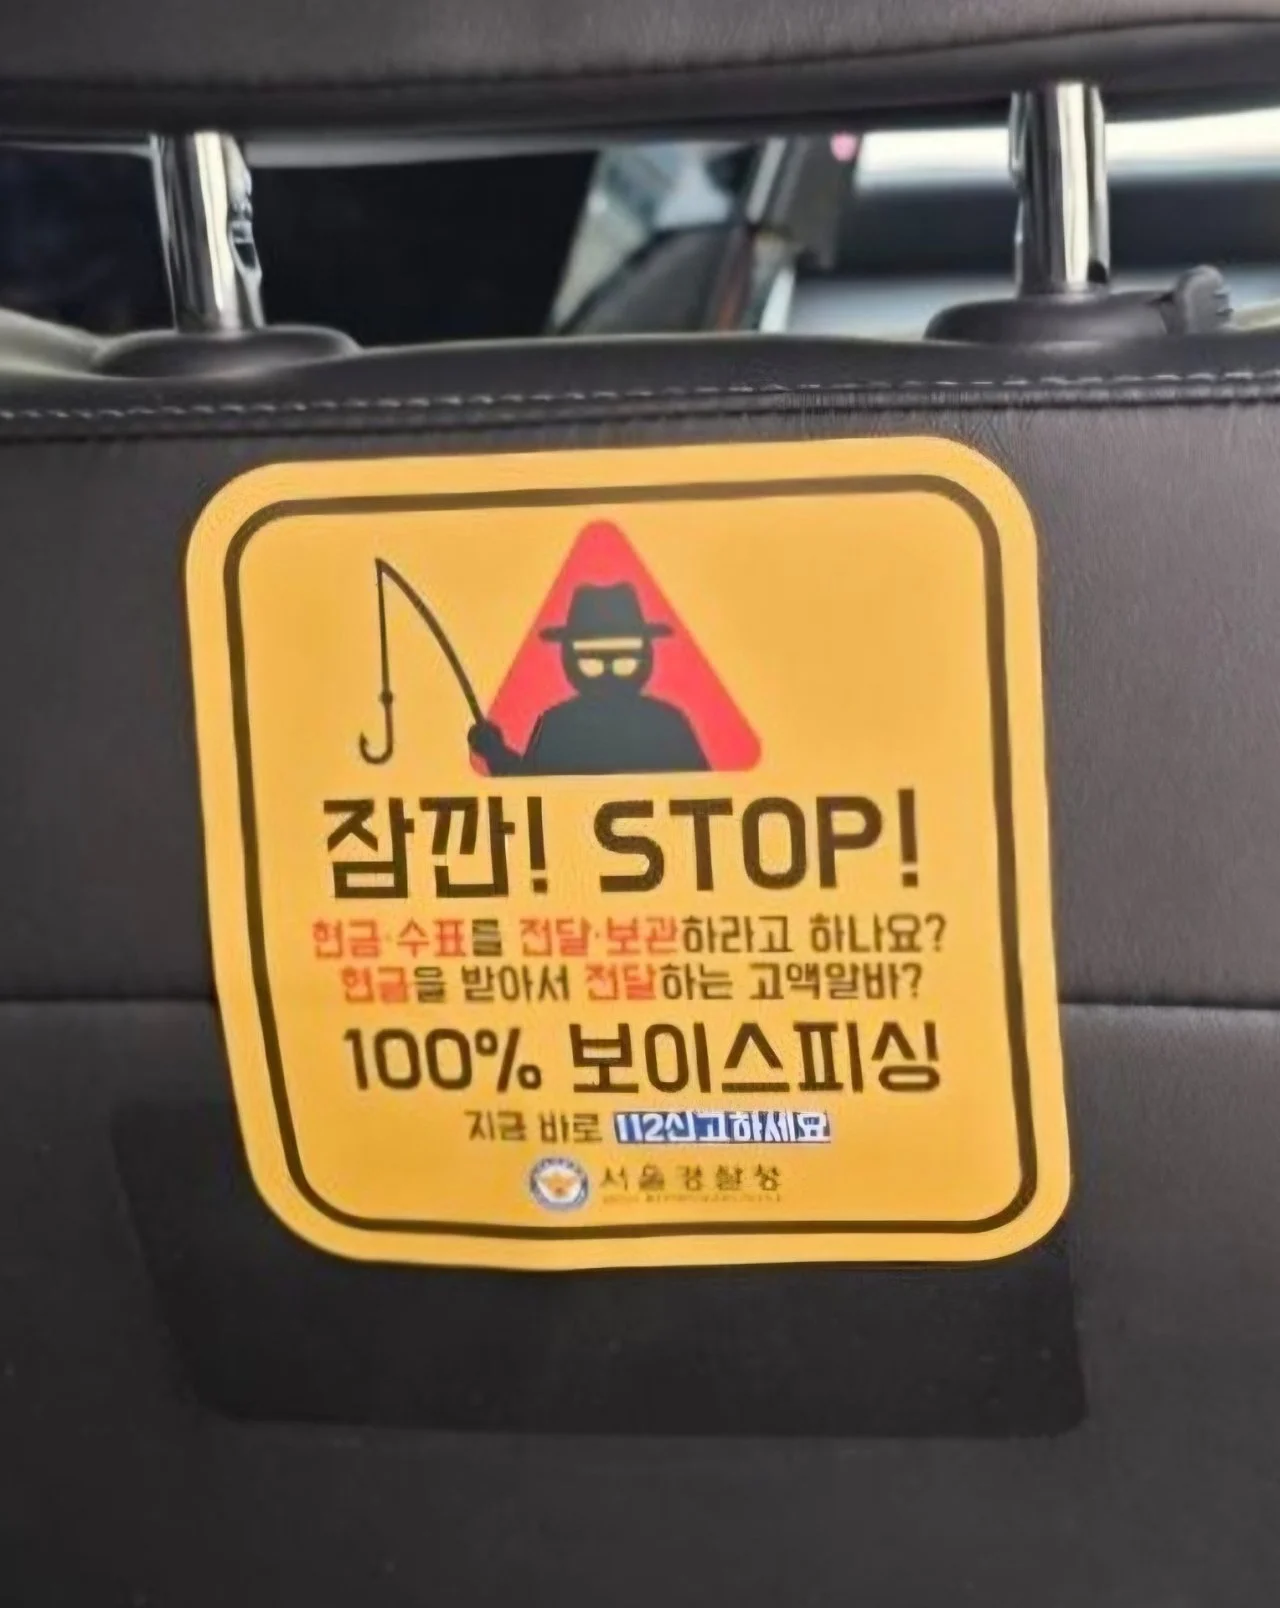 잠깐! STOP!
현금·수표를 전달·보관하라고 하나요?
현금을 받아서 전달하는 고액알바?
100% 보이스피싱
지금 바로 112신고하세요
서울경찰청